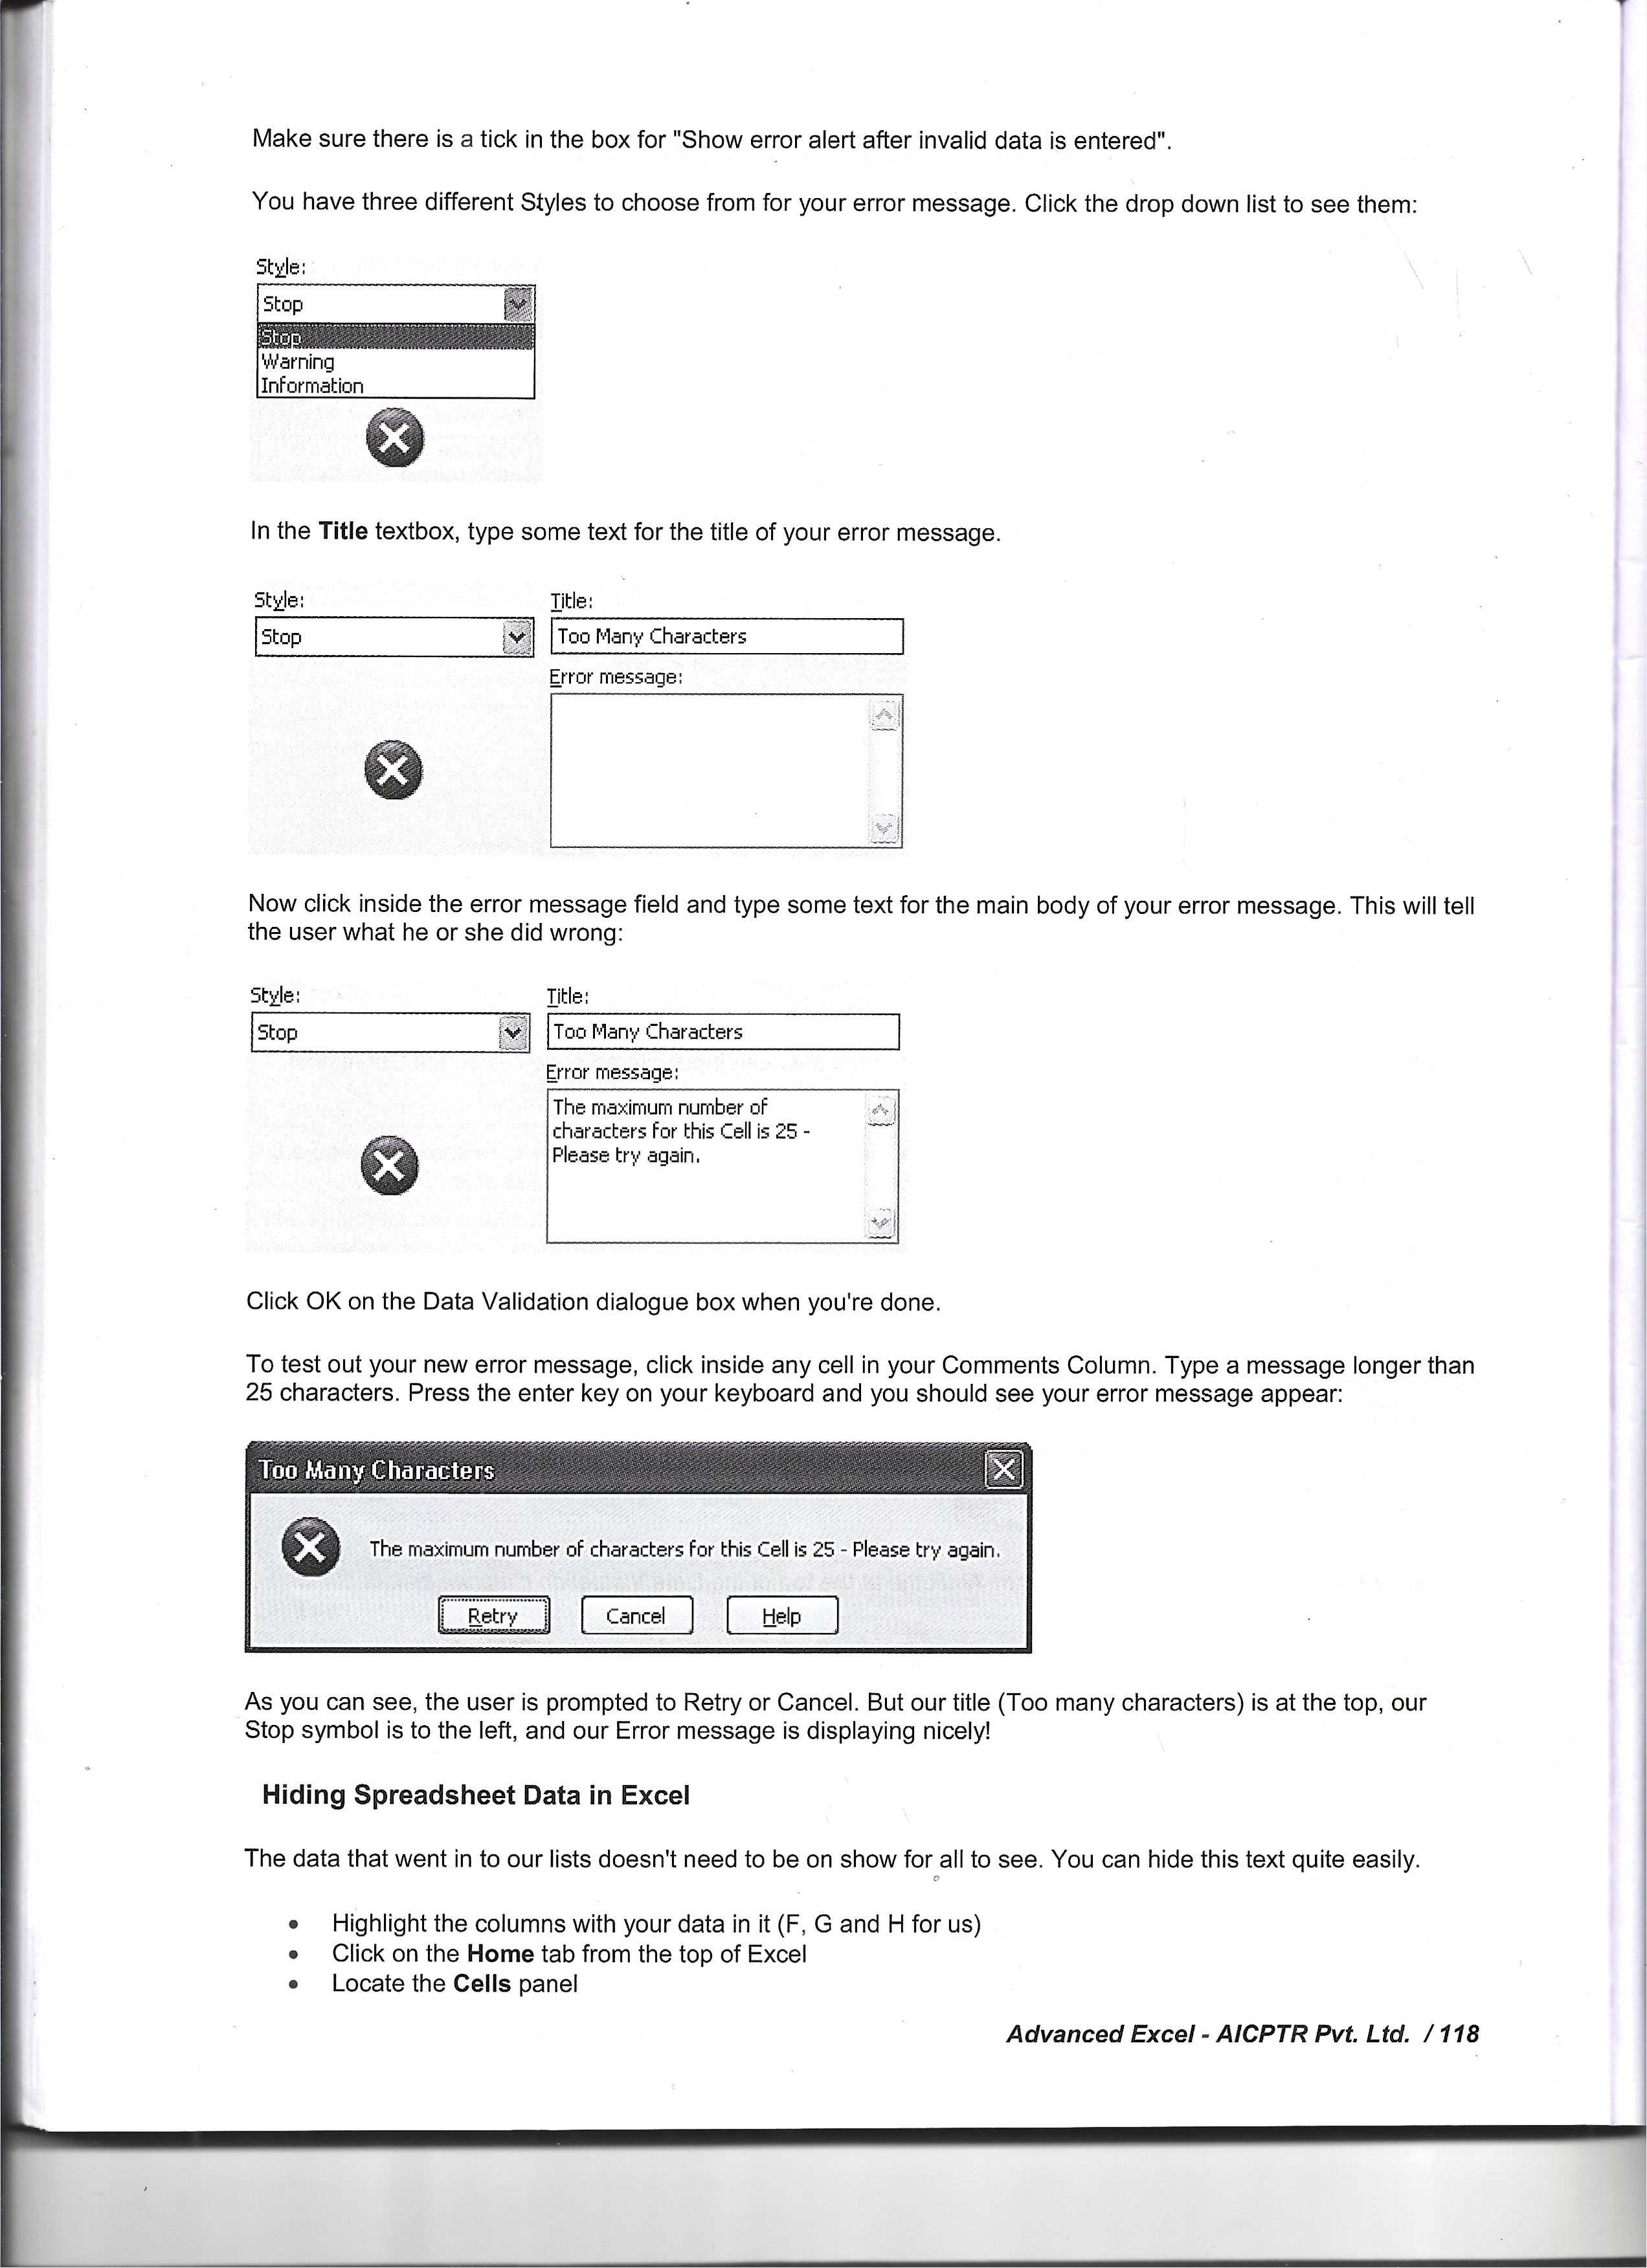 Make sure there is a tick in the box for "Show error alert after invalid data is entered".
You have three different Styles to choose from for your error message. Click the drop down list to see them:
Style:
Stop
Stop
Warning
Information
In the Title textbox, type some text for the title of your error message.
Style:
Title:
Stop
Too Many Characters
Error message:
Now click inside the error message field and type some text for the main body of your error message. This will tell
the user what he or she did wrong:
Style:
Title:
Stop
Too Many Characters
Error message:
The maximum number of
characters for this Cell is 25 -
Please try again.
Click OK on the Data Validation dialogue box when you're done.
To test out your new error message, click inside any cell in your Comments Column. Type a message longer than
25 characters. Press the enter key on your keyboard and you should see your error message appear:
Too Many Characters
The maximum number of characters for this Cell is 25 - Please try again.
Retry Cancel Help
As you can see, the user is prompted to Retry or Cancel. But our title (Too many characters) is at the top, our
Stop symbol is to the left, and our Error message is displaying nicely!
Hiding Spreadsheet Data in Excel
The data that went in to our lists doesn't need to be on show for all to see. You can hide this text quite easily.
• Highlight the columns with your data in it (F, G and H for us)
• Click on the Home tab from the top of Excel
• Locate the Cells panel
Advanced Excel - AICPTR Pvt. Ltd. / 118